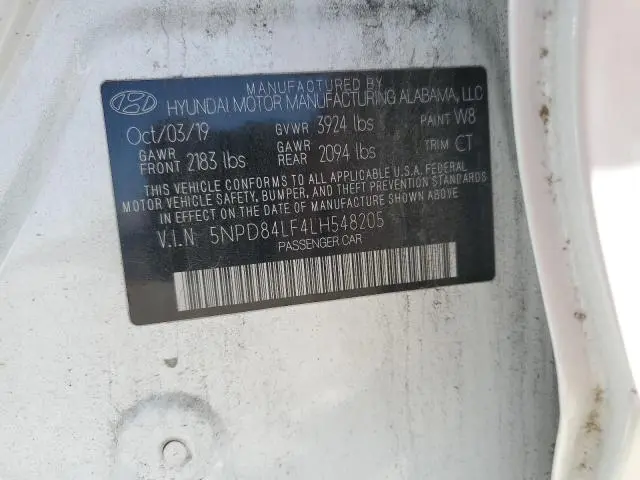 MANUFACTURED BY
HYUNDAI MOTOR MANUFACTURING ALABAMA, LLC
Oct/03/19 GVWR 3924 lbs PAINT W8
GAWR FRONT 2183 lbs GAWR REAR 2094 lbs TRIM CT
THIS VEHICLE CONFORMS TO ALL APPLICABLE U.S.A. FEDERAL
MOTOR VEHICLE SAFETY, BUMPER, AND THEFT PREVENTION STANDARDS
IN EFFECT ON THE DATE OF MANUFACTURE SHOWN ABOVE.
V.I.N 5NPD84LF4LH548205
PASSENGER CAR